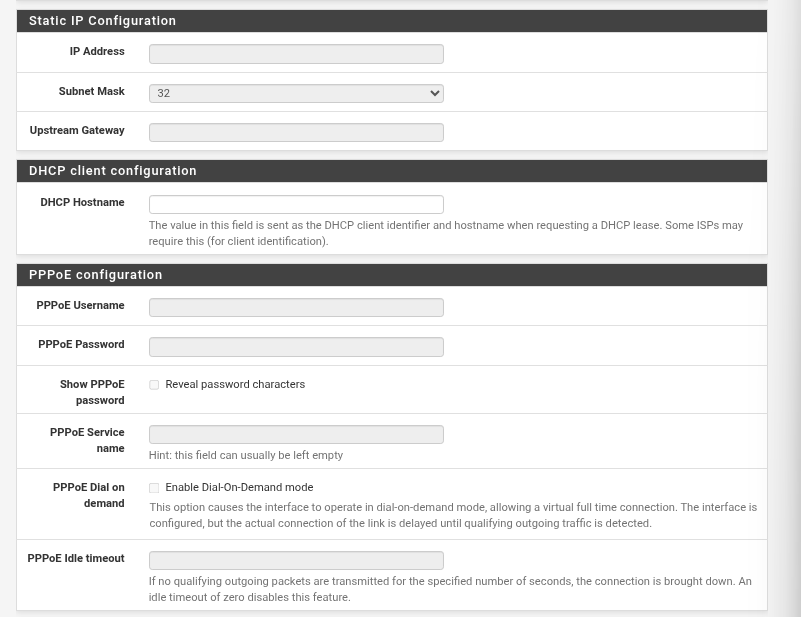 Static IP Configuration
IP Address
Subnet Mask
32
Upstream Gateway
DHCP client configuration
DHCP Hostname
The value in this field is sent as the DHCP client identifier and hostname when requesting a DHCP lease. Some ISPs may
require this (for client identification).
PPPoE configuration
PPPoE Username
PPPoE Password
Show PPPoE
password
Reveal password characters
PPPoE Service
name
Hint: this field can usually be left empty
PPPoE Dial on
demand
Enable Dial-On-Demand mode
This option causes the interface to operate in dial-on-demand mode, allowing a virtual full time connection. The interface is
configured, but the actual connection of the link is delayed until qualifying outgoing traffic is detected.
PPPoE Idle timeout
If no qualifying outgoing packets are transmitted for the specified number of seconds, the connection is brought down. An
idle timeout of zero disables this feature.